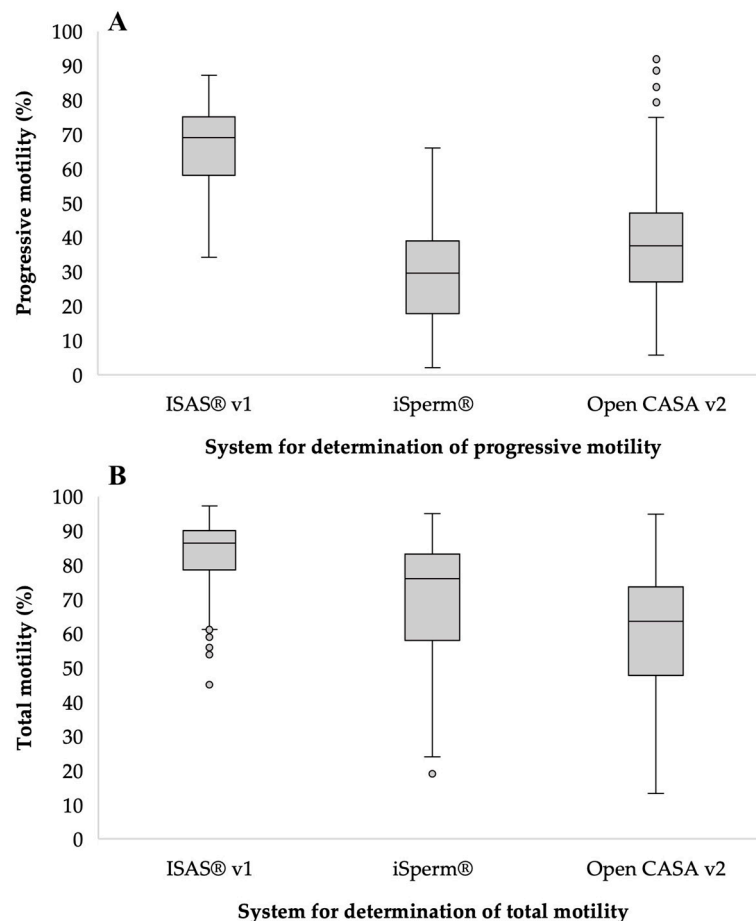 A
100
90
80
70
60
50
40
30
20
10
0
Progressive motility (%)
ISAS® v1 iSperm® Open CASA v2
System for determination of progressive motility
B
100
90
80
70
60
50
40
30
20
10
0
Total motility (%)
ISAS® v1 iSperm® Open CASA v2
System for determination of total motility